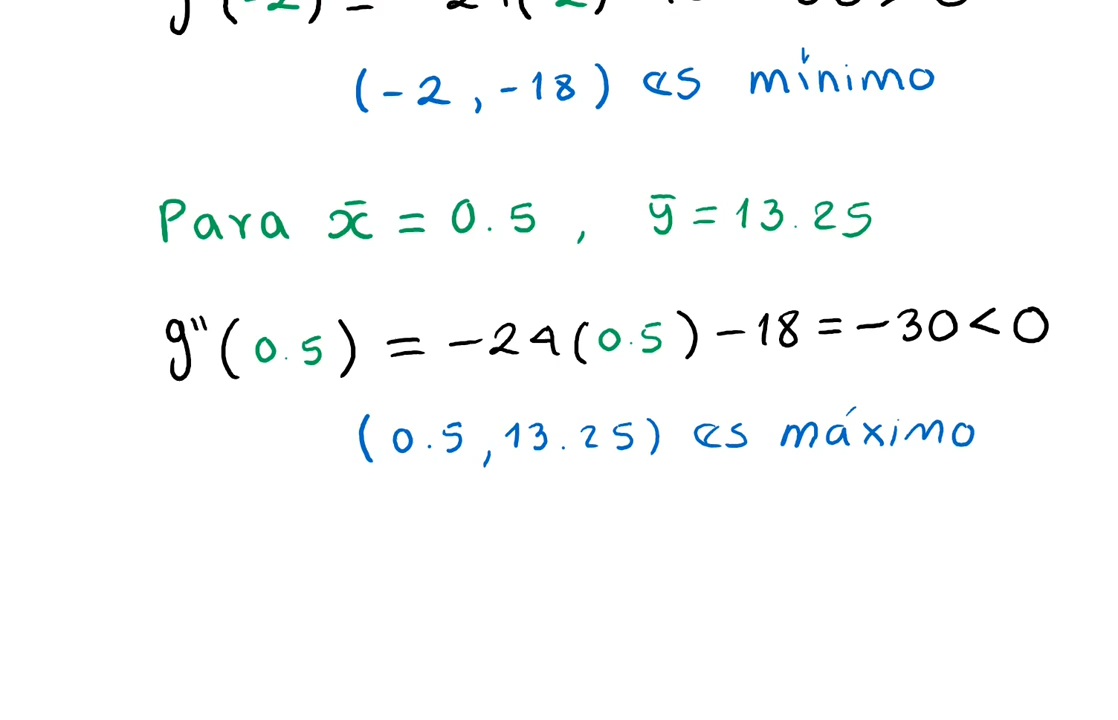 (-2, -18) es mínimo
Para x̄ = 0.5, ȳ = 13.25
g''(0.5) = -24(0.5) - 18 = -30 < 0
(0.5, 13.25) es máximo